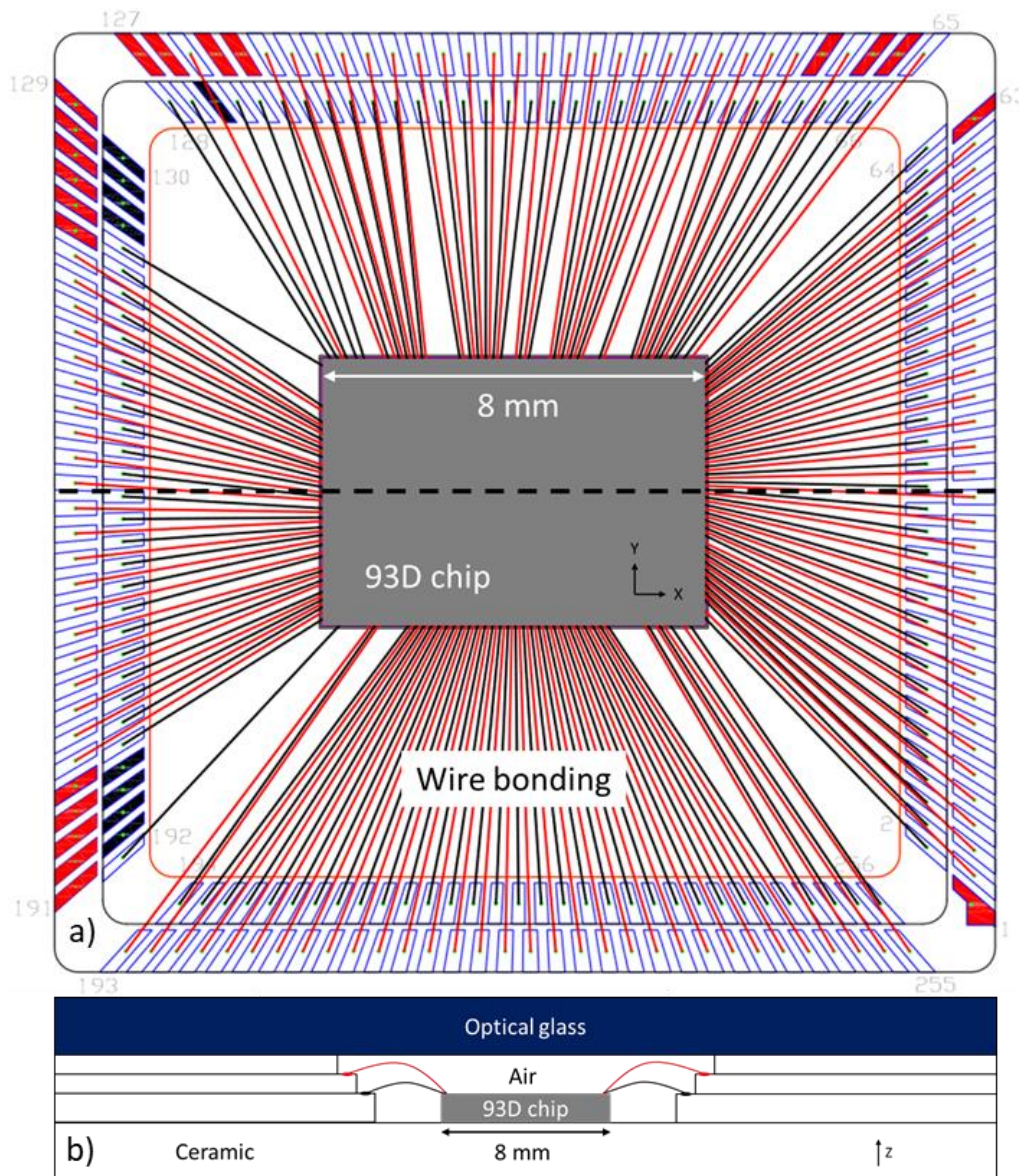 127
65
129
128
66
130
64
8 mm
93D chip
Y
X
Wire bonding
192
2
256
191
1
a)
193
255
Optical glass
Air
93D chip
b)
Ceramic
8 mm
z